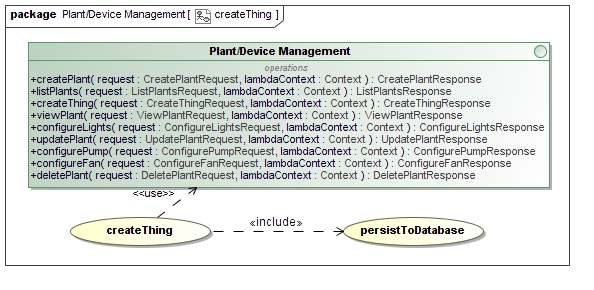 package Plant/Device Management [ createThing ]
Plant/Device Management
operations
+createPlant( request : CreatePlantRequest, lambdaContext : Context ) : CreatePlantResponse
+listPlants( request : ListPlantsRequest, lambdaContext : Context ) : ListPlantsResponse
+createThing( request : CreateThingRequest, lambdaContext : Context ) : CreateThingResponse
+viewPlant( request : ViewPlantRequest, lambdaContext : Context ) : ViewPlantResponse
+configureLights( request : ConfigureLightsRequest, lambdaContext : Context ) : ConfigureLightsResponse
+updatePlant( request : UpdatePlantRequest, lambdaContext : Context ) : UpdatePlantResponse
+configurePump( request : ConfigurePumpRequest, lambdaContext : Context ) : ConfigurePumpResponse
+configureFan( request : ConfigureFanRequest, lambdaContext : Context ) : ConfigureFanResponse
+deletePlant( request : DeletePlantRequest, lambdaContext : Context ) : DeletePlantResponse
<<use>>
«include»
createThing
persistToDatabase